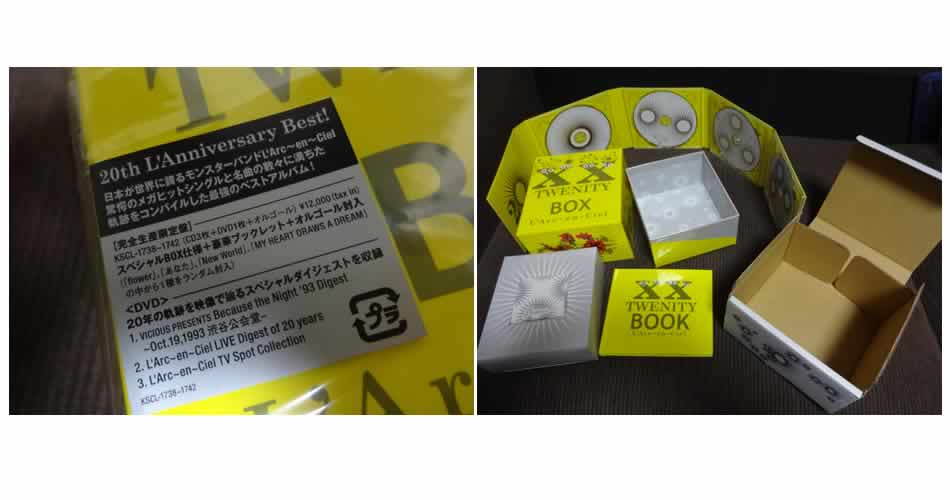 20th L'Anniversary Best!
日本が世界に誇るモンスターバンドL'Arc~en~Ciel
驚愕のメガヒットシングルと名曲の数々に満ちた
軌跡をコンパイルした最強のベストアルバム!
[完全生産限定盤]
KSCL-1738~1742 (CD3枚+DVD1枚+オルゴール) ¥12,000(tax in)
スペシャルBOX仕様+豪華ブックレット+オルゴール封入
(「flower」、「あなた」、「New World」、「MY HEART DRAWS A DREAM」
の中から1種をランダム封入)
<DVD>
20年の軌跡を映像で辿るスペシャルダイジェストを収録
1. VICIOUS PRESENTS Because the Night '93 Digest
~Oct.19,1993 渋谷公会堂~
2. L'Arc~en~Ciel LIVE Digest of 20 years
3. L'Arc~en~Ciel TV Spot Collection
KSCL-1738~1742
プラ
XX
TWENITY
BOX
L'Arc~en~Ciel
XX
TWENITY
BOOK
L'Arc~en~Ciel